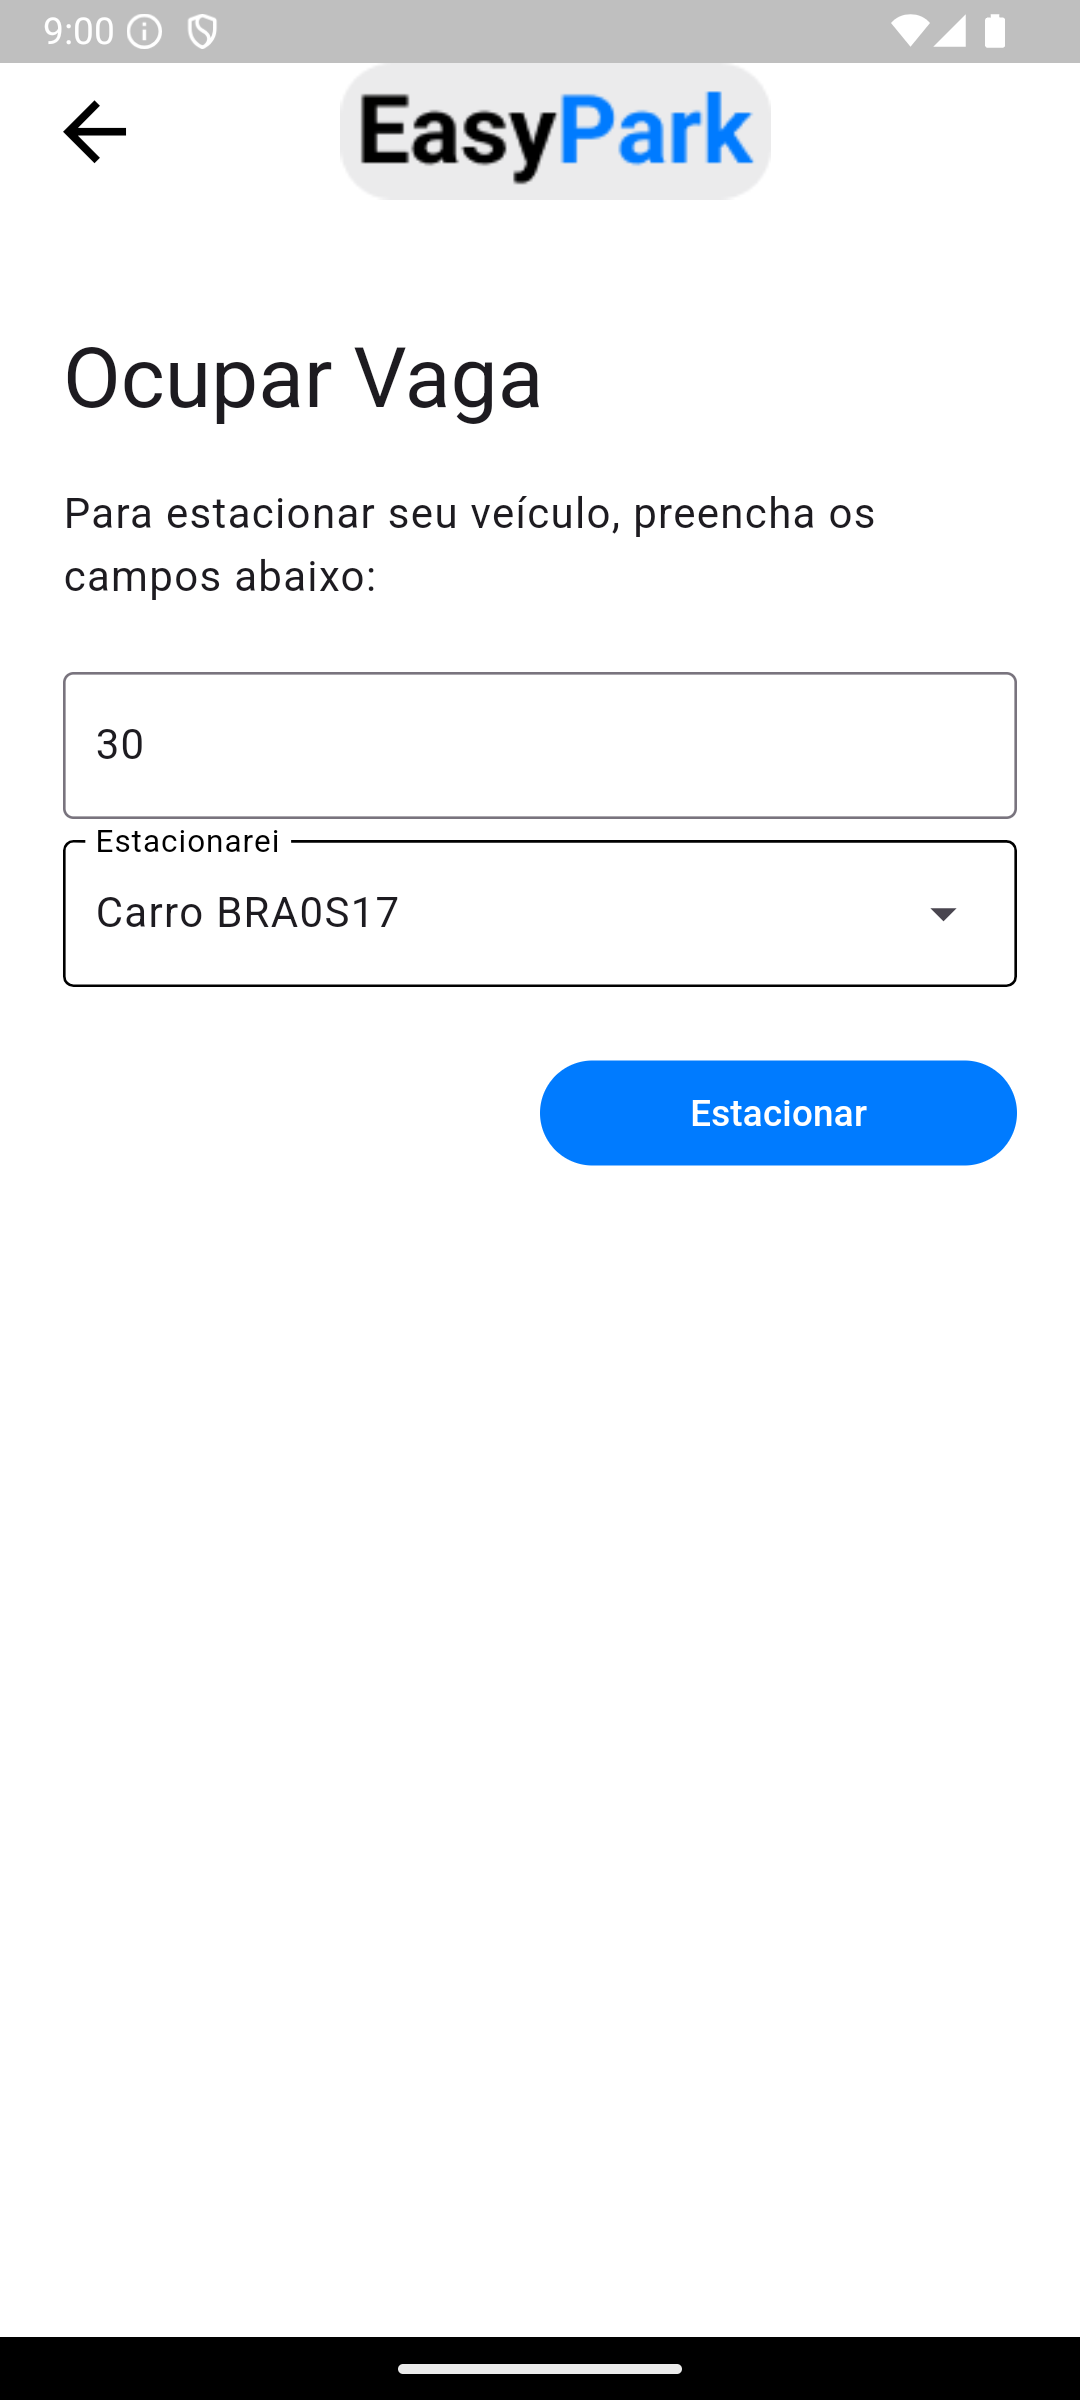 9:00
EasyPark
Ocupar Vaga
Para estacionar seu veículo, preencha os
campos abaixo:
30
Estacionarei
Carro BRA0S17
Estacionar